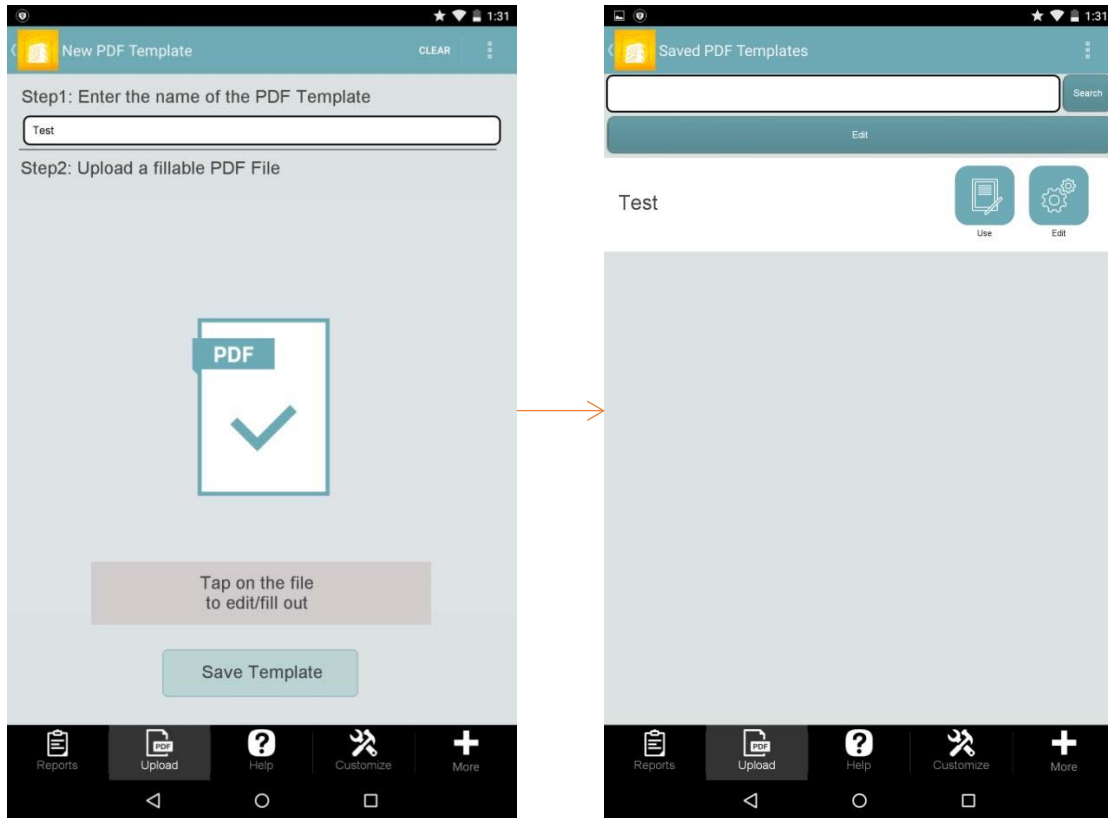 1:31
New PDF Template
CLEAR
Step1: Enter the name of the PDF Template
Test
Step2: Upload a fillable PDF File
PDF
Tap on the file
to edit/fill out
Save Template
Reports
PDF
Upload
?
Help
Customize
More
1:31
Saved PDF Templates
Search
Edit
Test
Use
Edit
Reports
PDF
Upload
?
Help
Customize
More